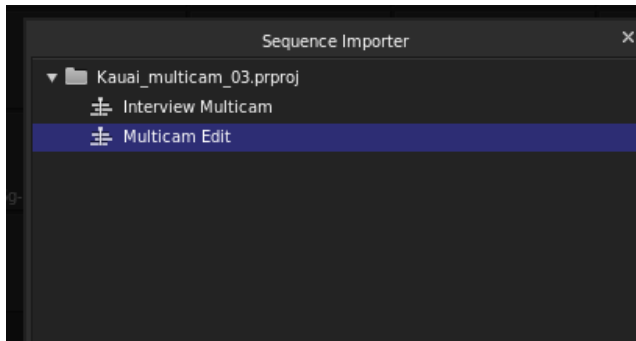 Sequence Importer
Kauai_multicam_03.prproj
Interview Multicam
Multicam Edit